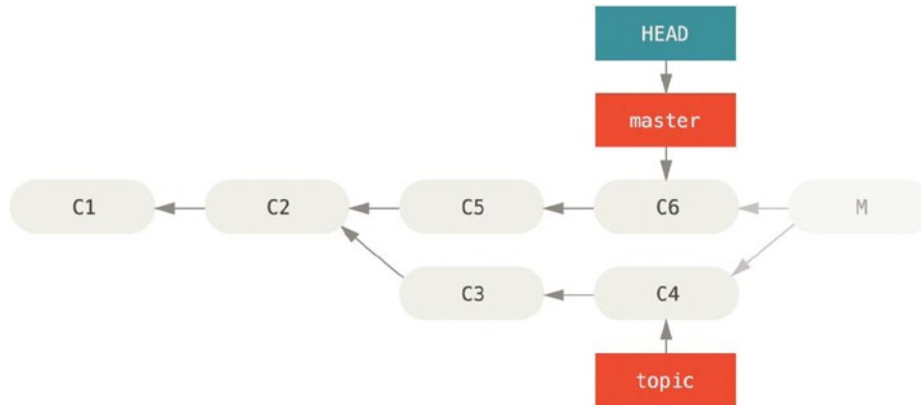 HEAD
master
C1 C2 C5 C6 M
C3 C4
topic